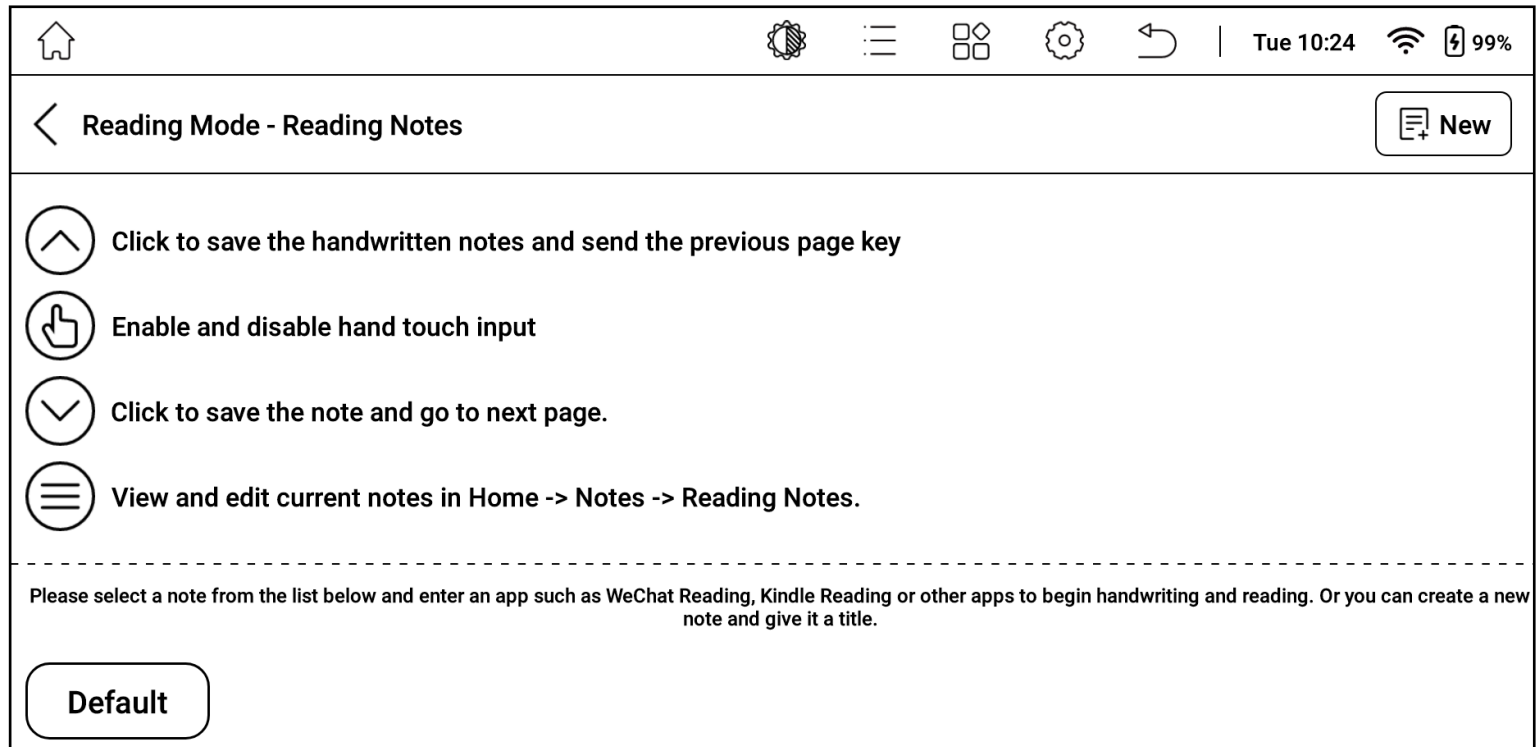 Tue 10:24 99%
Reading Mode - Reading Notes
New
Click to save the handwritten notes and send the previous page key
Enable and disable hand touch input
Click to save the note and go to next page.
View and edit current notes in Home -> Notes -> Reading Notes.
Please select a note from the list below and enter an app such as WeChat Reading, Kindle Reading or other apps to begin handwriting and reading. Or you can create a new
note and give it a title.
Default